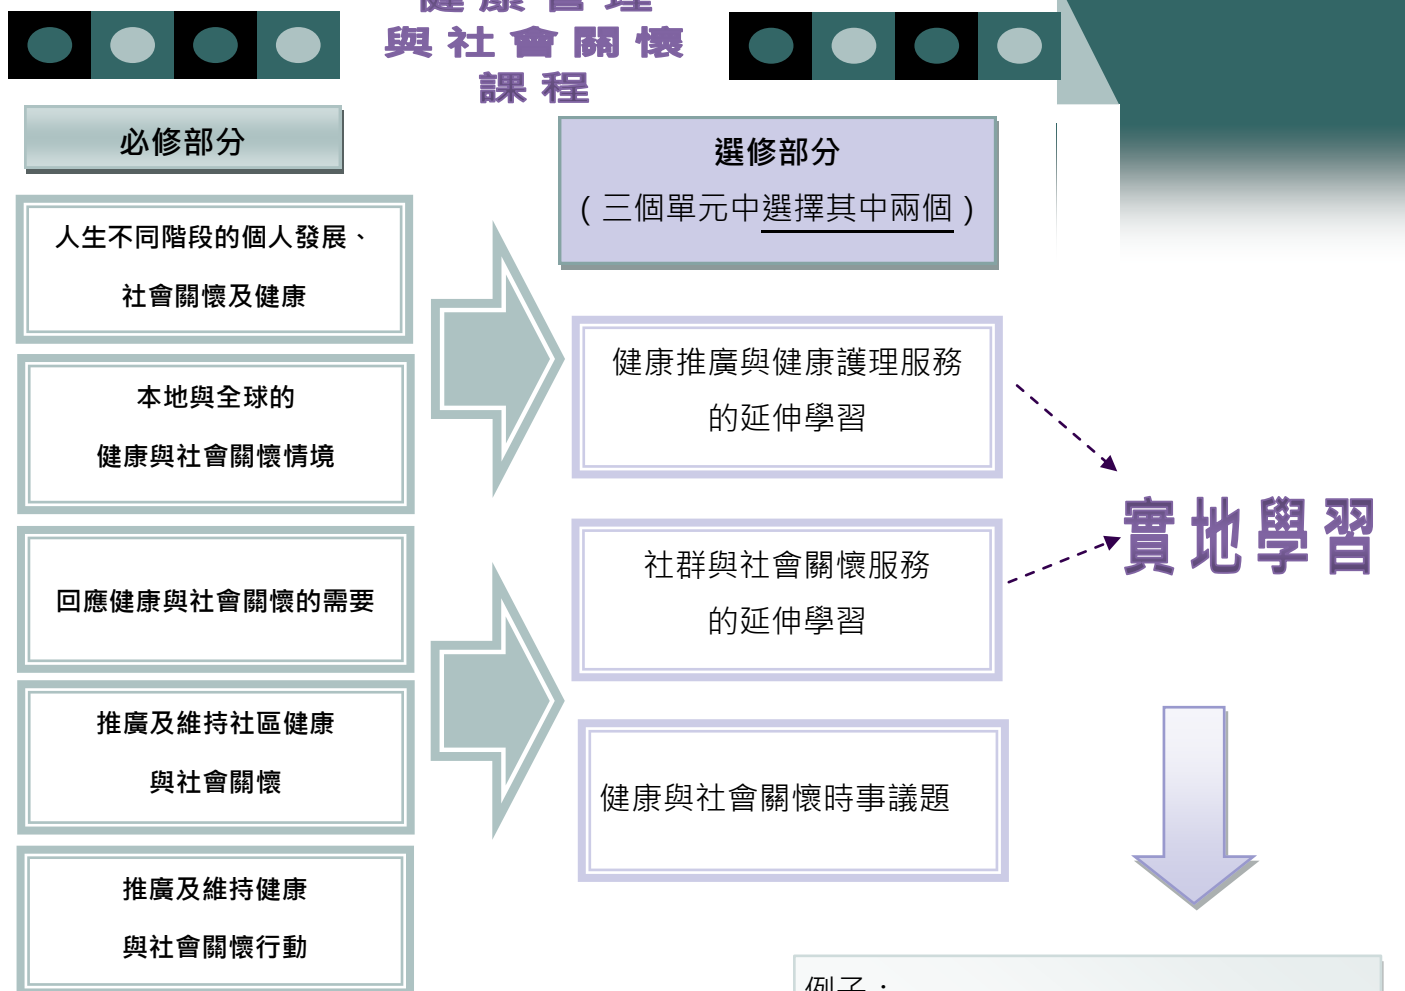 健康管理
與社會關懷
課程
必修部分
人生不同階段的個人發展、
社會關懷及健康
本地與全球的
健康與社會關懷情境
回應健康與社會關懷的需要
推廣及維持社區健康
與社會關懷
推廣及維持健康
與社會關懷行動
選修部分
(三個單元中選擇其中兩個)
健康推廣與健康護理服務
的延伸學習
社群與社會關懷服務
的延伸學習
健康與社會關懷時事議題
實地學習
例子：